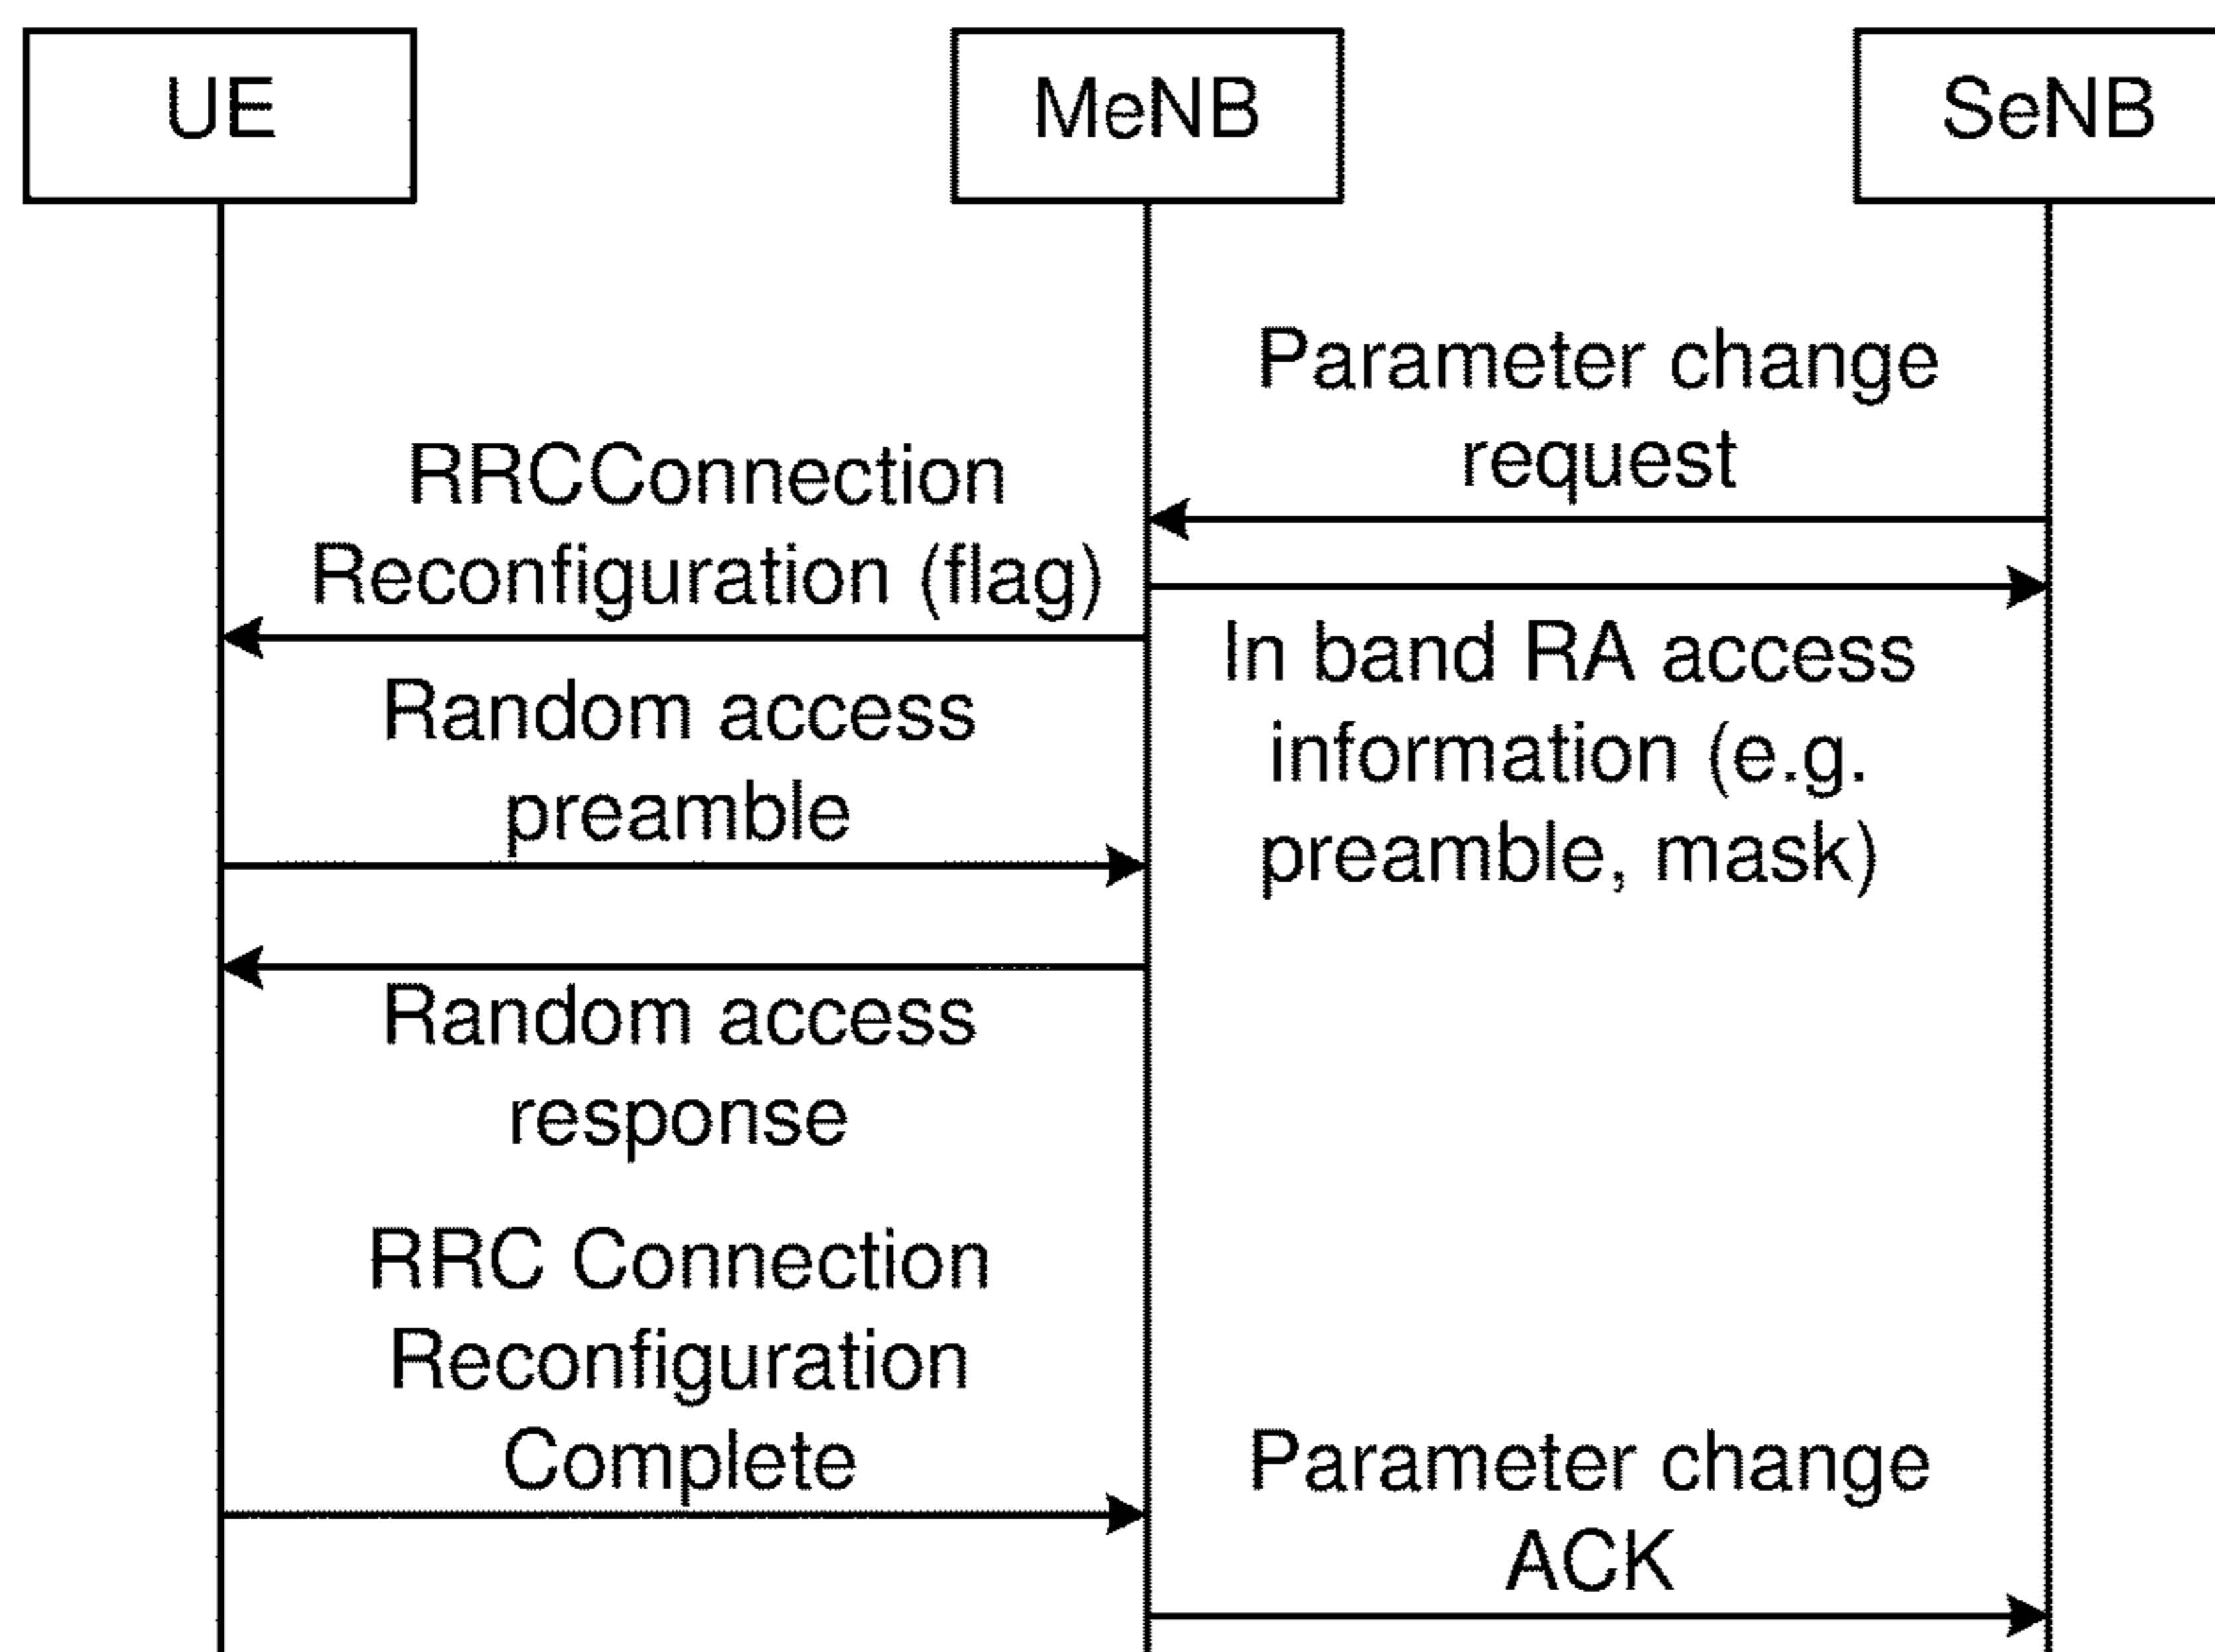 UE
MeNB
SeNB
Parameter change
request
RRCConnection
Reconfiguration (flag)
In band RA access
information (e.g.
preamble, mask)
Random access
preamble
Random access
response
RRC Connection
Reconfiguration
Complete
Parameter change
ACK